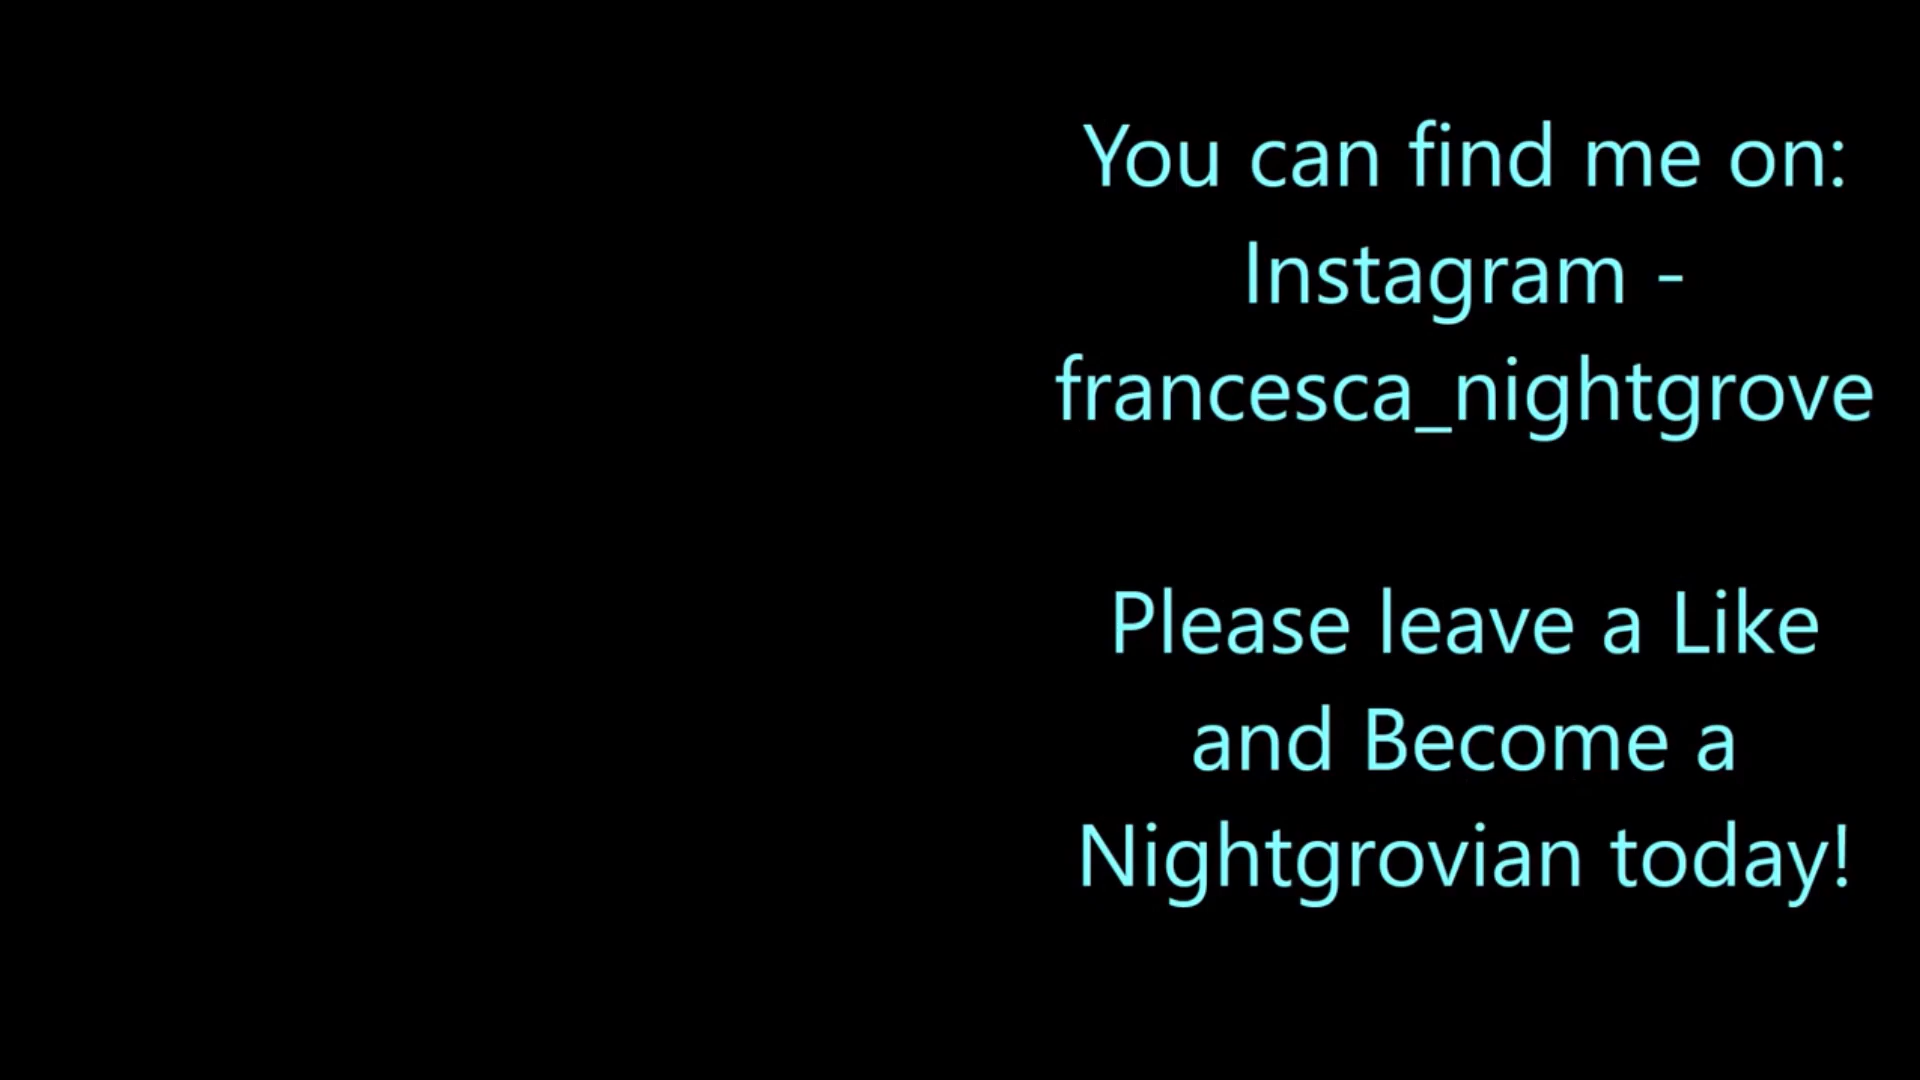 You can find me on:
Instagram -
francesca_nightgrove
Please leave a Like
and Become a
Nightgrovian today!